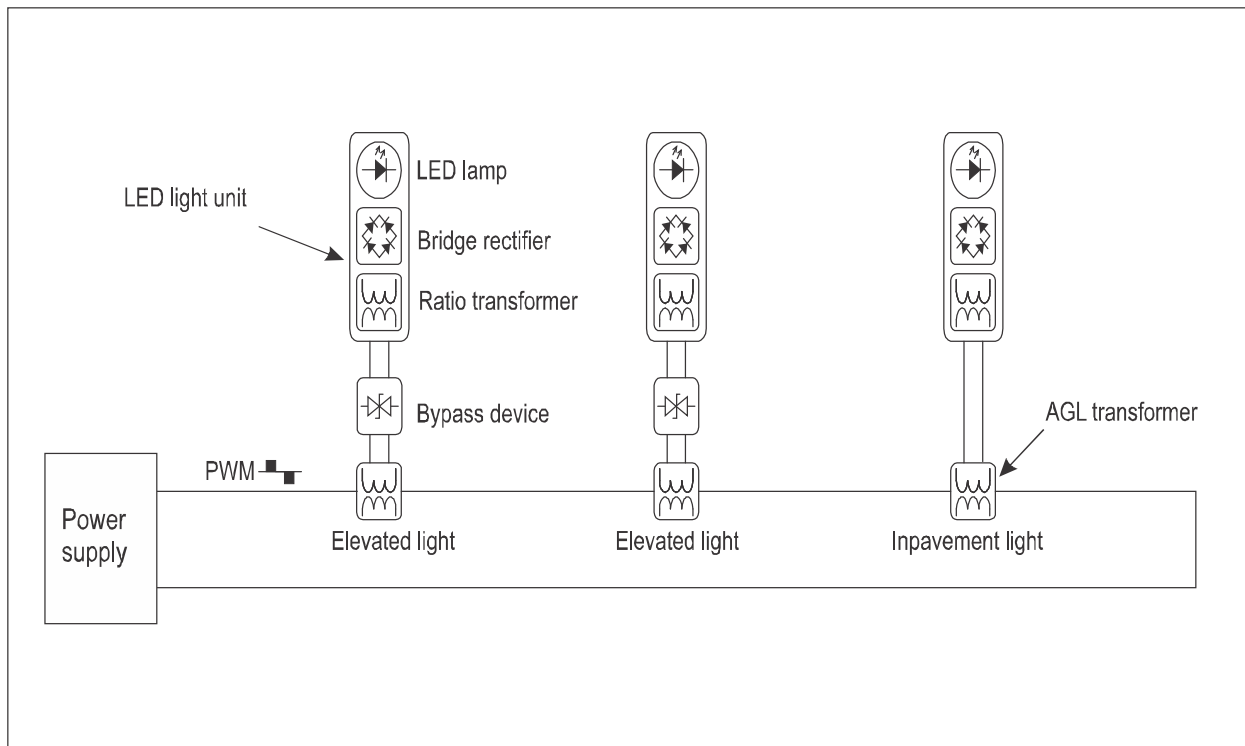 LED lamp
LED light unit
Bridge rectifier
Ratio transformer
Bypass device
AGL transformer
PWM
Power
supply
Elevated light
Elevated light
Inpavement light